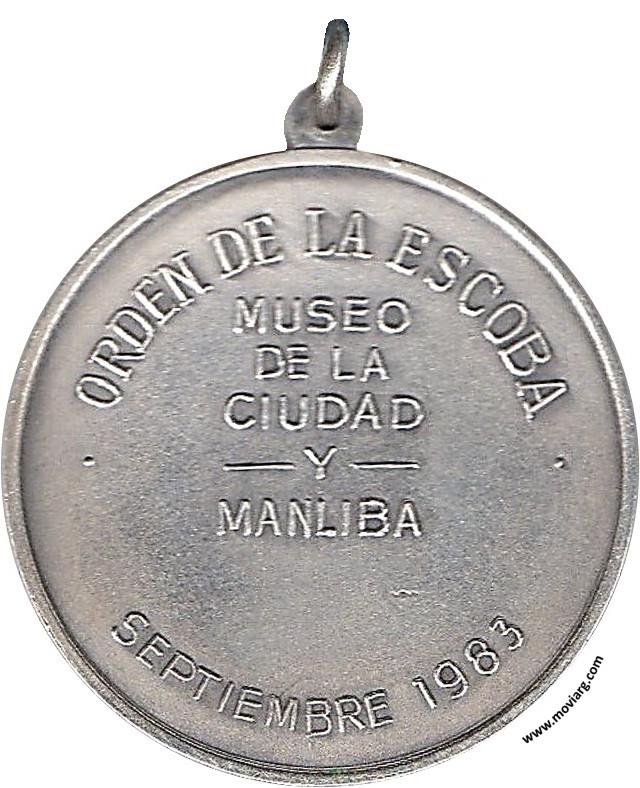 ORDEN DE LA ESCOBA
MUSEO
DE LA
CIUDAD
— Y —
MANLIBA
SEPTIEMBRE 1983
www.moviarg.com